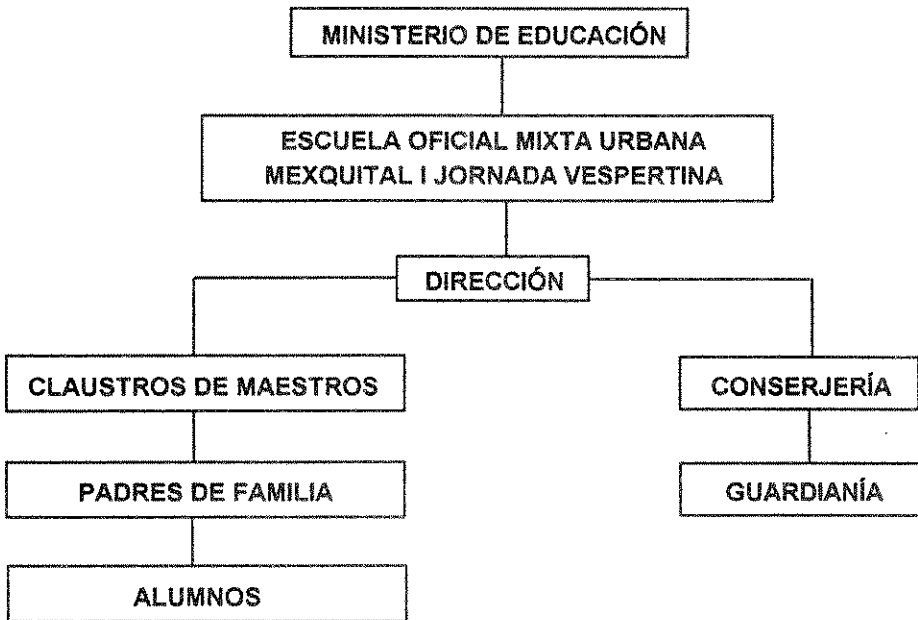 MINISTERIO DE EDUCACIÓN
ESCUELA OFICIAL MIXTA URBANA
MEXQUITAL I JORNADA VESPERTINA
DIRECCIÓN
CLAUSTROS DE MAESTROS
CONSERJERÍA
PADRES DE FAMILIA
GUARDIANÍA
ALUMNOS